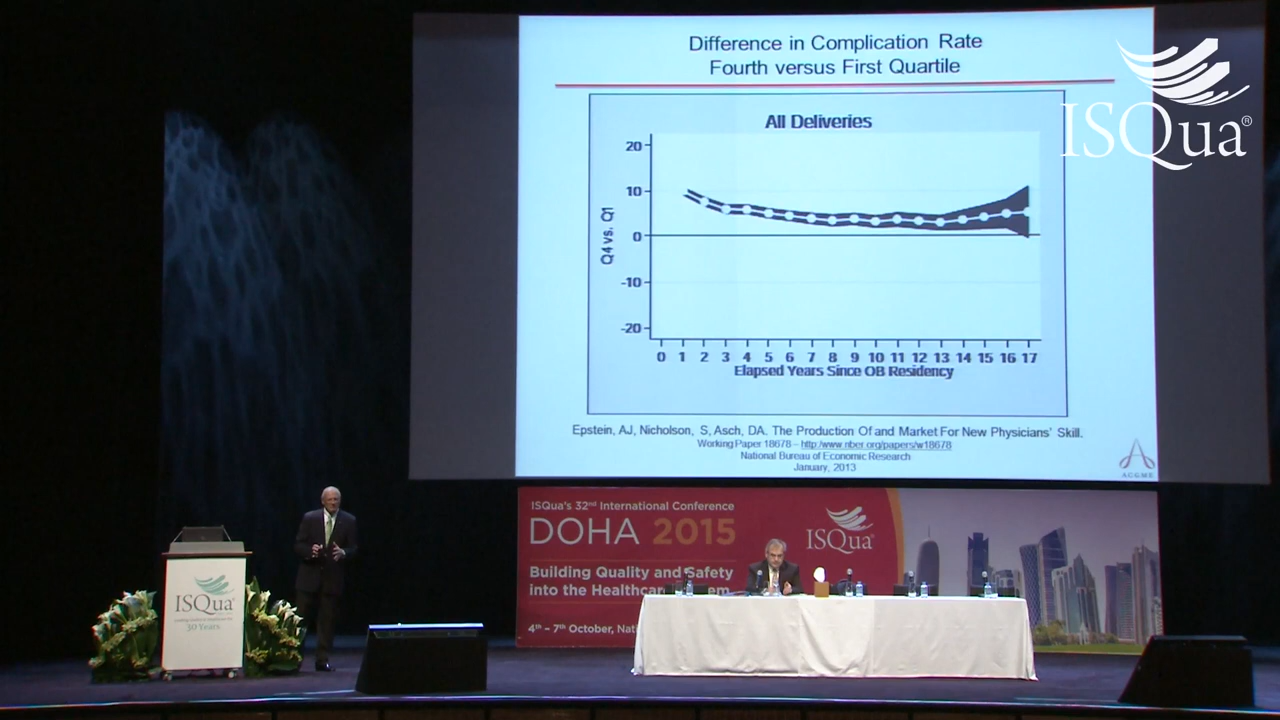 Difference in Complication Rate
Fourth versus First Quartile
ISQua®
All Deliveries
20
10
0
-10
-20
Q4 vs. Q1
0 1 2 3 4 5 6 7 8 9 10 11 12 13 14 15 16 17
Elapsed Years Since OB Residency
Epstein, AJ, Nicholson, S, Asch, DA. The Production Of and Market For New Physicians' Skill.
Working Paper 18678 – http:/www.nber.org/papers/w18678
National Bureau of Economic Research
January, 2013
ACGME
ISQua's 32nd International Conference
DOHA 2015
ISQua
Building Quality and Safety
into the Healthcar em
4th – 7th October, Nat
ISQua
30 Years